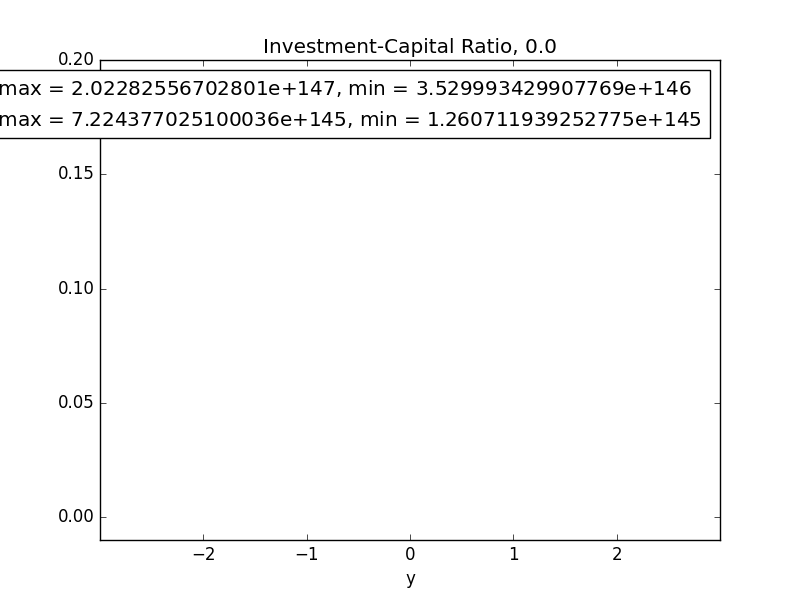 Investment-Capital Ratio, 0.0
0.20
max = 2.02282556702801e+147, min = 3.529993429907769e+146
max = 7.224377025100036e+145, min = 1.260711939252775e+145
0.15
0.10
0.05
0.00
−2 −1 0 1 2
y